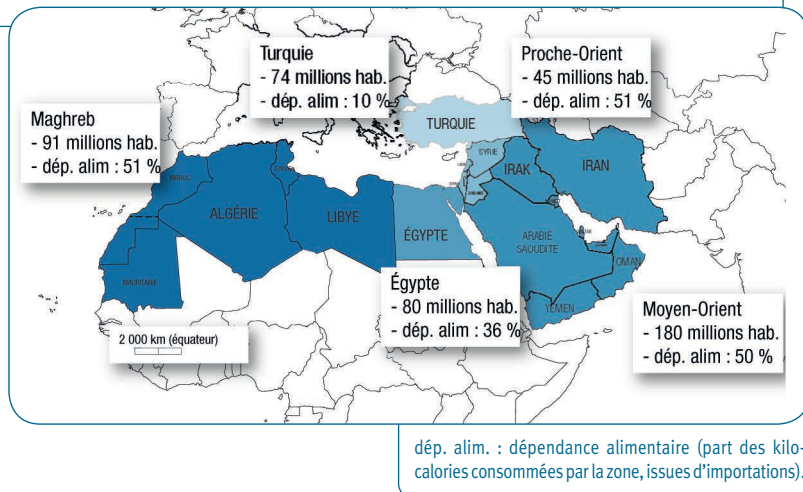 Turquie
- 74 millions hab.
- dép. alim : 10 %
Proche-Orient
- 45 millions hab.
- dép. alim : 51 %
Maghreb
- 91 millions hab.
- dép. alim : 51 %
TURQUIE
SYRIE
IRAK
IRAN
MAROC
TUNISIE
ALGÉRIE
LIBYE
ÉGYPTE
ARABIE
SAOUDITE
OMAN
MAURITANIE
YEMEN
Égypte
- 80 millions hab.
- dép. alim : 36 %
Moyen-Orient
- 180 millions hab.
- dép. alim : 50 %
2 000 km (équateur)
dép. alim. : dépendance alimentaire (part des kilo-
calories consommées par la zone, issues d'importations).